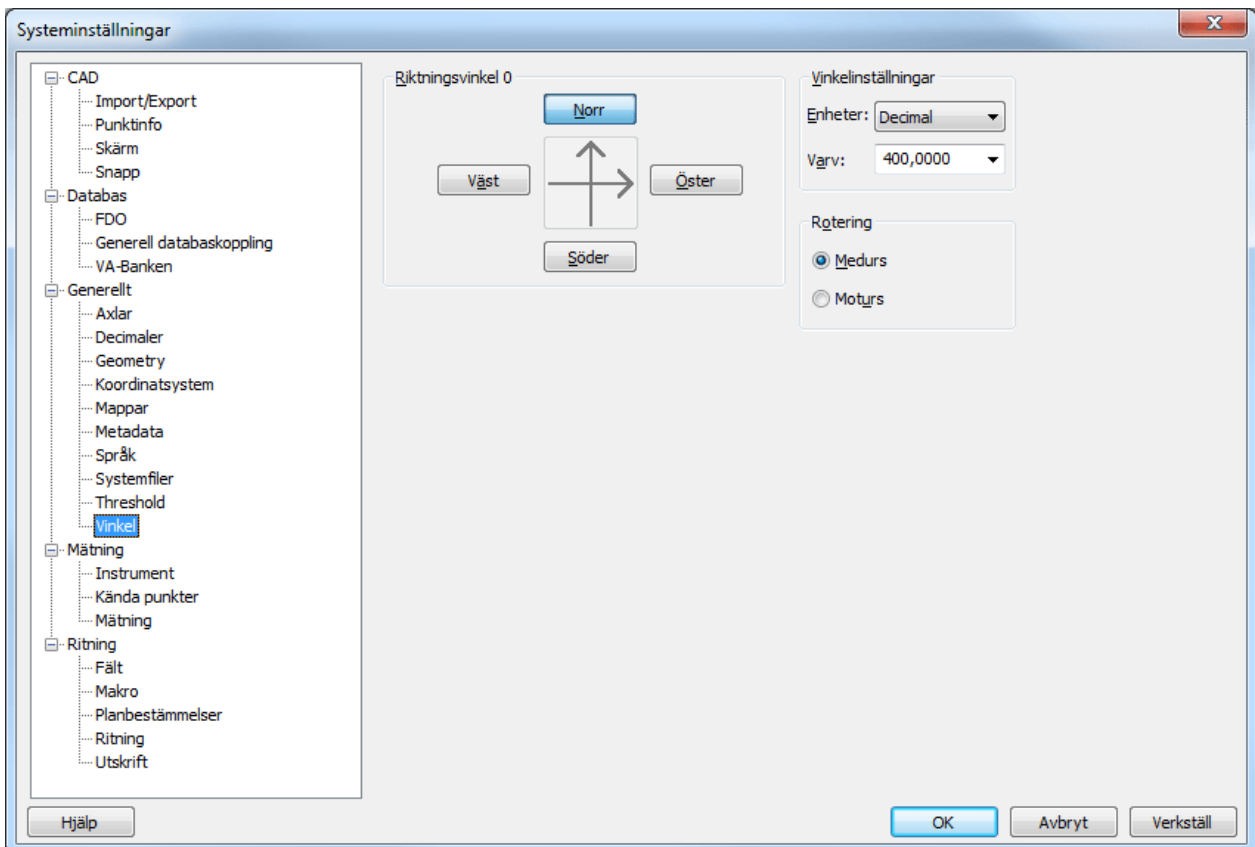 Systeminställningar
CAD
Import/Export
Punktinfo
Skärm
Snapp
Databas
FDO
Generell databaskoppling
VA-Banken
Generellt
Axlar
Decimaler
Geometry
Koordinatsystem
Mappar
Metadata
Språk
Systemfiler
Threshold
Vinkel
Mätning
Instrument
Kända punkter
Mätning
Ritning
Fält
Makro
Planbestämmelser
Ritning
Utskrift
Riktningsvinkel 0
Norr
Väst
Öster
Söder
Vinkelinställningar
Enheter: Decimal
Varv: 400,0000
Rotering
Medurs
Moturs
Hjälp
OK
Avbryt
Verkställ